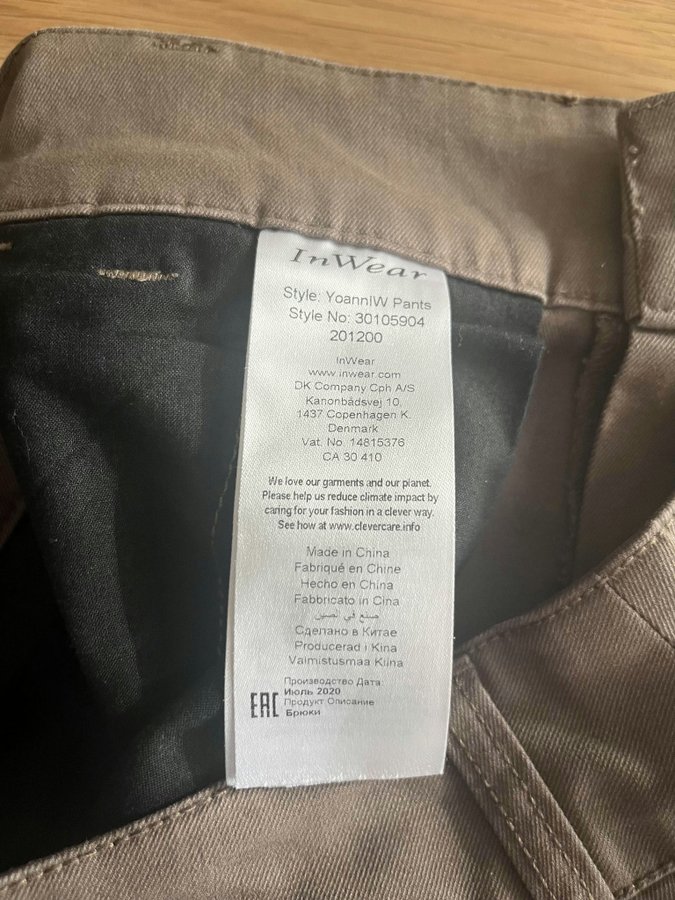 InWear
Style: YoannIW Pants
Style No: 30105904
201200
InWear
www.inwear.com
DK Company Cph A/S
Kanonbådsvej 10,
1437 Copenhagen K.
Denmark
Vat. No. 14815376
CA 30 410
We love our garments and our planet.
Please help us reduce climate impact by
caring for your fashion in a clever way.
See how at www.clevercare.info
Made in China
Fabriqué en Chine
Hecho en China
Fabbricato in Cina
صنع في الصين
Сделано в Китае
Producerad i Kina
Valmistusmaa Kiina
Производство Дата:
Июль 2020
Продукт Описание
Брюки
EAC